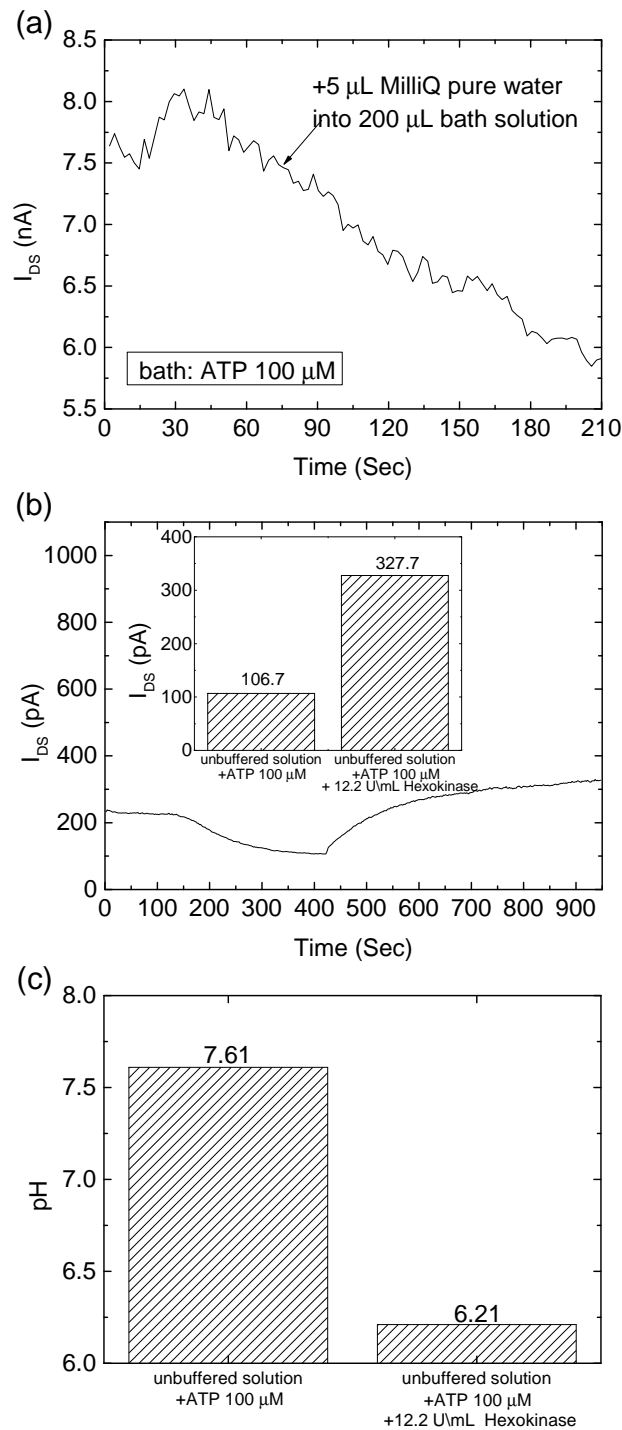 (a)
8.5
8.0
7.5
7.0
6.5
6.0
5.5
I_DS (nA)
+5 μL MilliQ pure water
into 200 μL bath solution
bath: ATP 100 μM
0 30 60 90 120 150 180 210
Time (Sec)
(b)
1000
800
600
400
200
0
I_DS (pA)
400
300
200
100
0
I_DS (pA)
106.7
327.7
unbuffered solution
+ATP 100 μM
unbuffered solution
+ATP 100 μM
+ 12.2 U\mL Hexokinase
0 100 200 300 400 500 600 700 800 900
Time (Sec)
(c)
8.0
7.5
7.0
6.5
6.0
pH
7.61
6.21
unbuffered solution
+ATP 100 μM
unbuffered solution
+ATP 100 μM
+12.2 U\mL Hexokinase